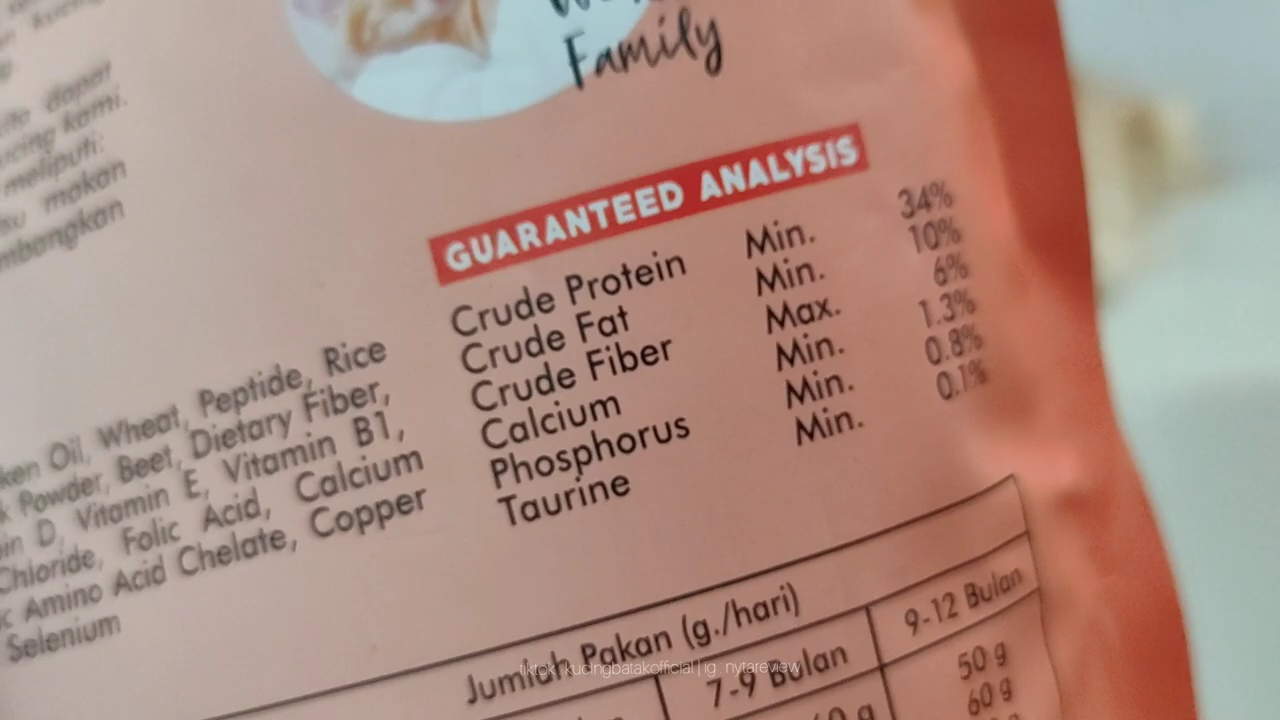 Family
dapat
kami.
meliputi:
makan
GUARANTEED ANALYSIS
Crude Protein Min. 34%
Crude Fat Min. 10%
Crude Fiber Max. 6%
Calcium Min. 1.3%
Phosphorus Min. 0.8%
Taurine Min. 0.1%
Oil, Wheat, Peptide, Rice
Powder, Beet, Dietary Fiber,
D, Vitamin E, Vitamin B1,
Chloride, Folic Acid, Calcium
Amino Acid Chelate, Copper
Selenium
Jumlah Pakan (g./hari)
7-9 Bulan 9-12 Bulan
50 g
60 g
tiktok : kucingbatakofficial | ig : nytareview